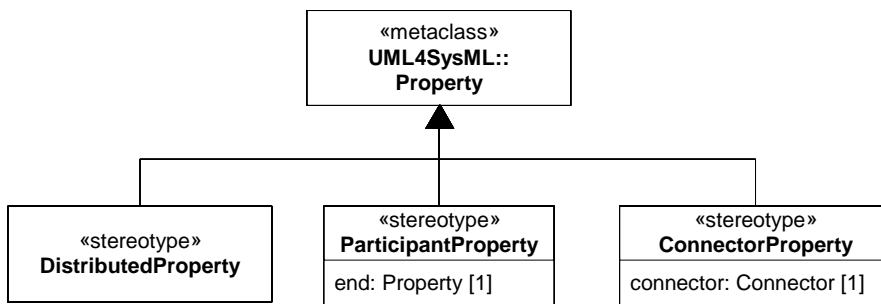 «metaclass»
UML4SysML::
Property
«stereotype»
DistributedProperty
«stereotype»
ParticipantProperty
end: Property [1]
«stereotype»
ConnectorProperty
connector: Connector [1]